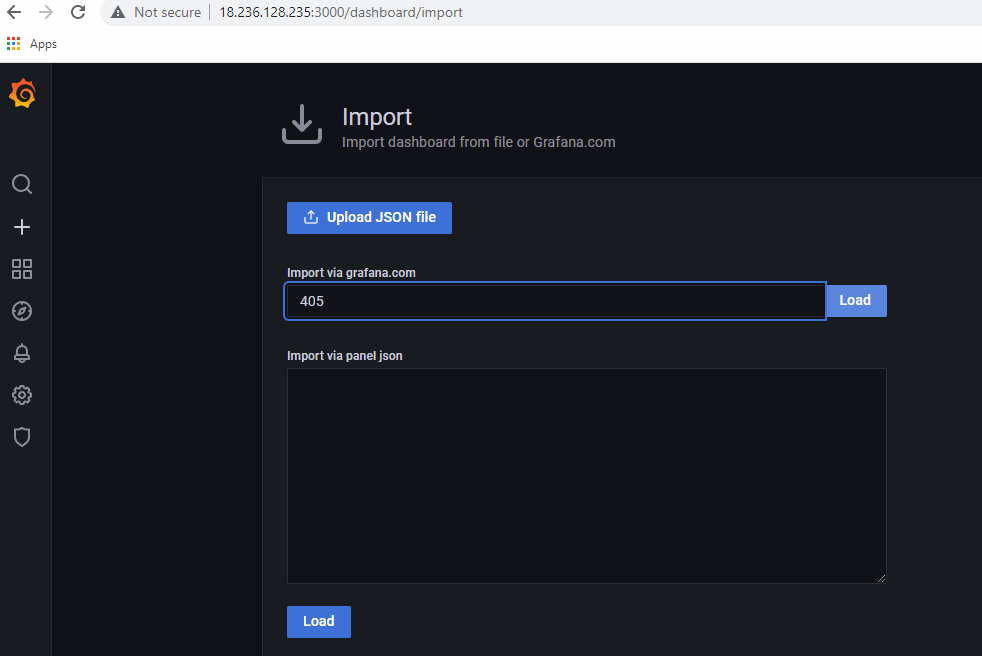 Not secure | 18.236.128.235:3000/dashboard/import
Apps
Import
Import dashboard from file or Grafana.com
Upload JSON file
Import via grafana.com
405
Load
Import via panel json
Load